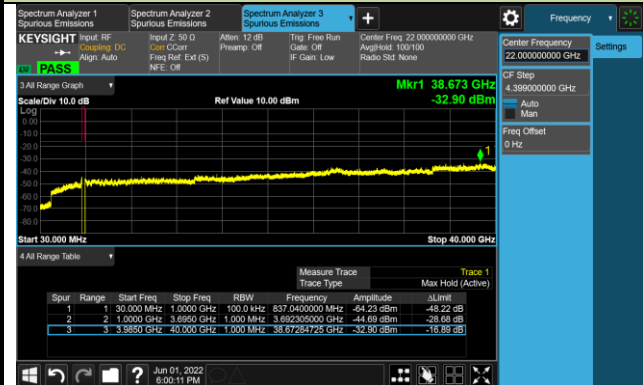 Spectrum Analyzer 1
Spurious Emissions
Spectrum Analyzer 2
Spurious Emissions
Spectrum Analyzer 3
Spurious Emissions
Frequency
KEYSIGHT
PASS
Input: RF
Coupling: DC
Align: Auto
Input Z: 50 Ω
Corr CCorr
Freq Ref: Ext (S)
NFE: Off
Atten: 12 dB
Preamp: Off
Trig: Free Run
Gate: Off
IF Gain: Low
Center Freq: 22.000000000 GHz
Avg|Hold: 100/100
Radio Std: None
Center Frequency
22.000000000 GHz
Settings
CF Step
4.399000000 GHz
Auto
Man
Freq Offset
0 Hz
3 All Range Graph
Mkr1 38.673 GHz
Scale/Div 10.0 dB
Ref Value 10.00 dBm
-32.90 dBm
Log
0.00
-10.0
-20.0
-30.0
-40.0
-50.0
-60.0
-70.0
-80.0
1
Start 30.000 MHz
Stop 40.000 GHz
4 All Range Table
Measure Trace Trace 1
Trace Type Max Hold (Active)
Spur Range Start Freq Stop Freq RBW Frequency Amplitude ΔLimit
1 1 30.000 MHz 1.0000 GHz 100.0 kHz 837.0400000 MHz -64.23 dBm -48.22 dB
2 2 1.0000 GHz 3.6950 GHz 1.000 MHz 3.692305000 GHz -44.69 dBm -28.68 dB
3 3 3.9850 GHz 40.000 GHz 1.000 MHz 38.67284725 GHz -32.90 dBm -16.89 dB
Jun 01, 2022
6:00:11 PM